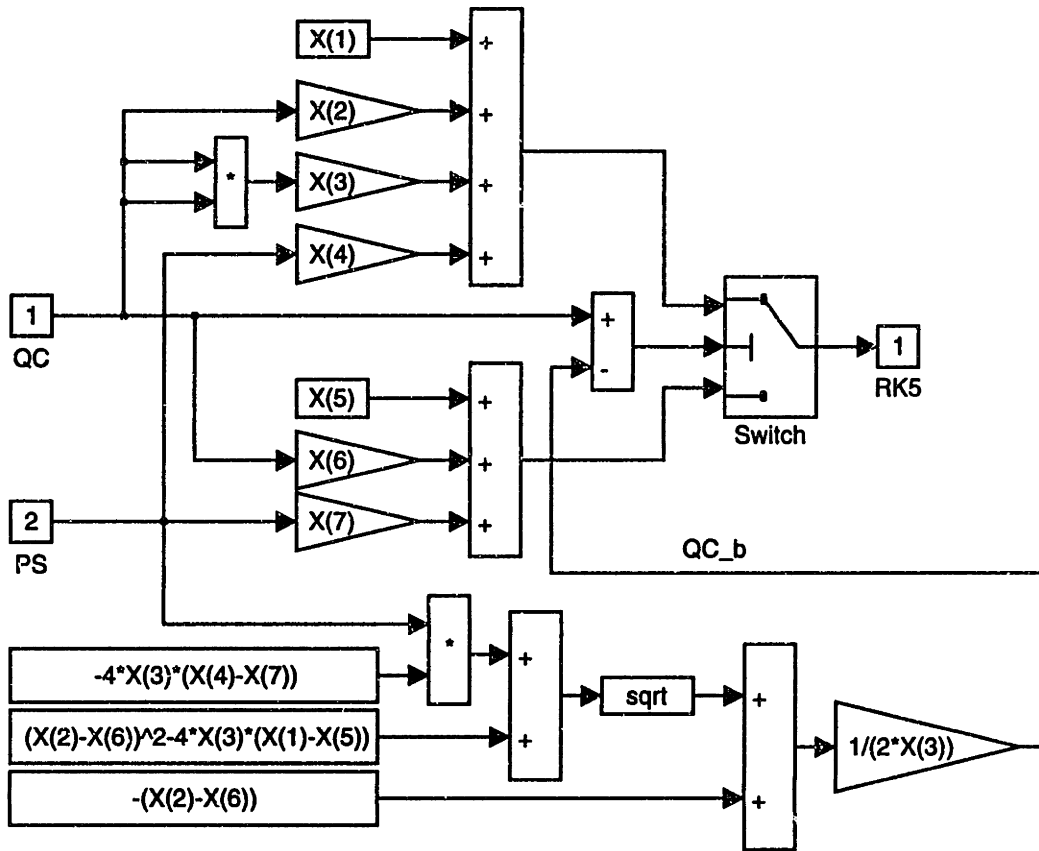 X(1)
+
X(2)
+
*
X(3)
+
X(4)
+
1
QC
+
-
1
RK5
Switch
X(5)
+
X(6)
+
2
PS
X(7)
+
QC_b
*
-4*X(3)*(X(4)-X(7))
+
sqrt
+
(X(2)-X(6))^2-4*X(3)*(X(1)-X(5))
+
1/(2*X(3))
-(X(2)-X(6))
+